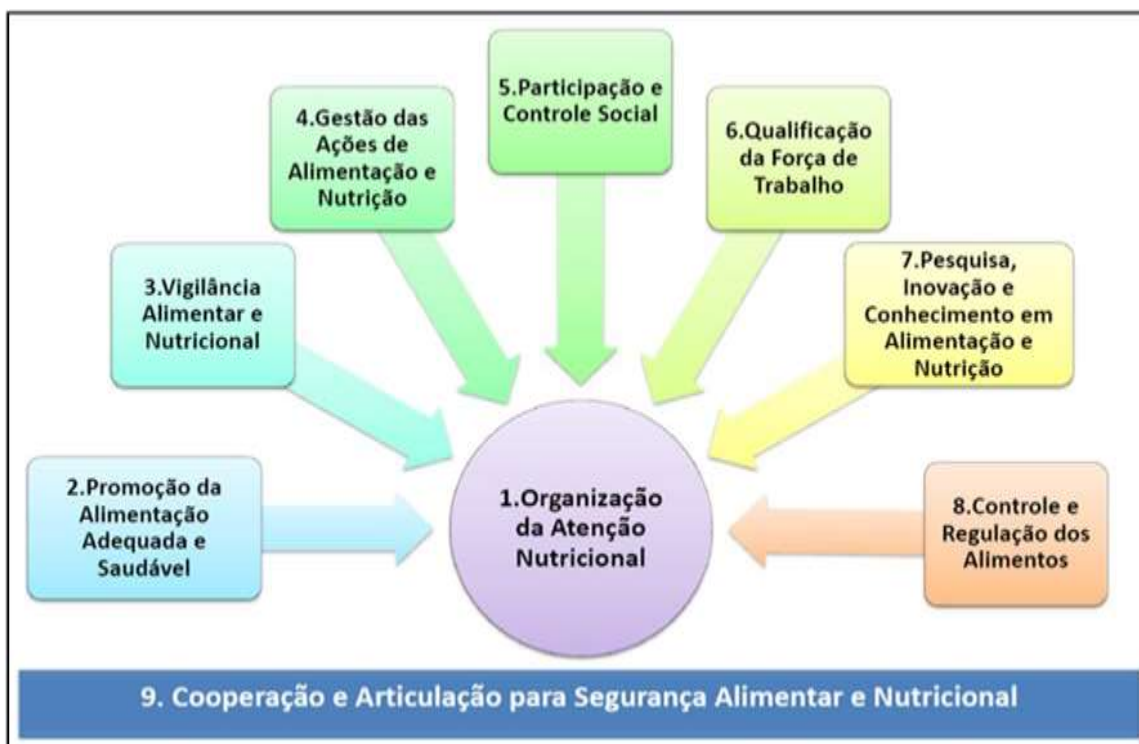 5.Participação e
Controle Social
4.Gestão das
Ações de
Alimentação e
Nutrição
6.Qualificação
da Força de
Trabalho
3.Vigilância
Alimentar e
Nutricional
7.Pesquisa,
Inovação e
Conhecimento em
Alimentação e
Nutrição
2.Promoção da
Alimentação
Adequada e
Saudável
1.Organização
da Atenção
Nutricional
8.Controle e
Regulação dos
Alimentos
9. Cooperação e Articulação para Segurança Alimentar e Nutricional